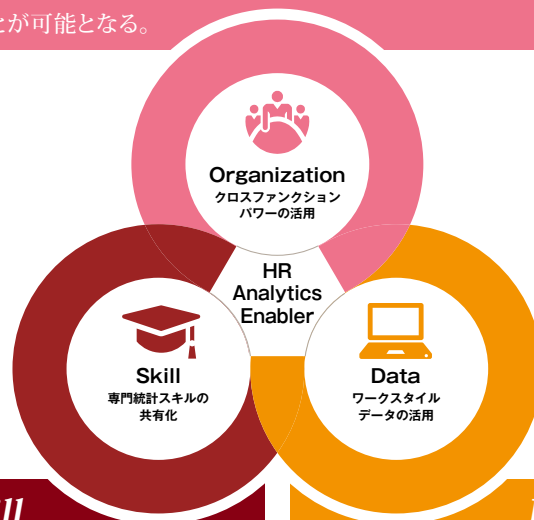 とが可能となる。
Organization
クロスファンクション
パワーの活用
HR
Analytics
Enabler
Skill
専門統計スキルの
共有化
Data
ワークスタイル
データの活用